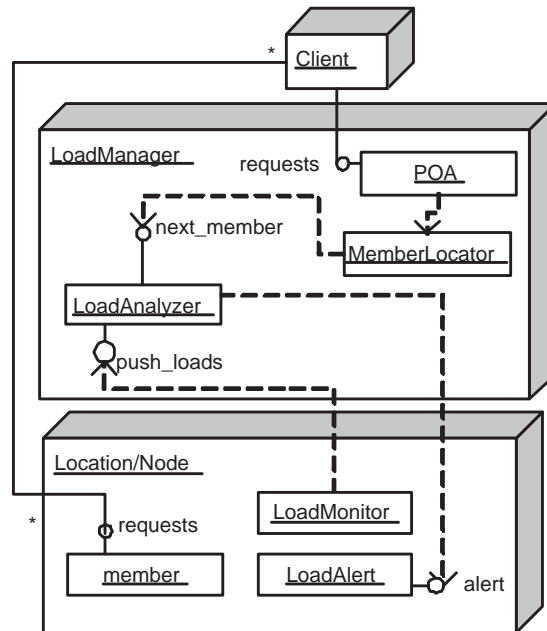 *
Client
LoadManager
requests
POA
next_member
MemberLocator
LoadAnalyzer
push_loads
Location/Node
LoadMonitor
*
requests
member
LoadAlert
alert